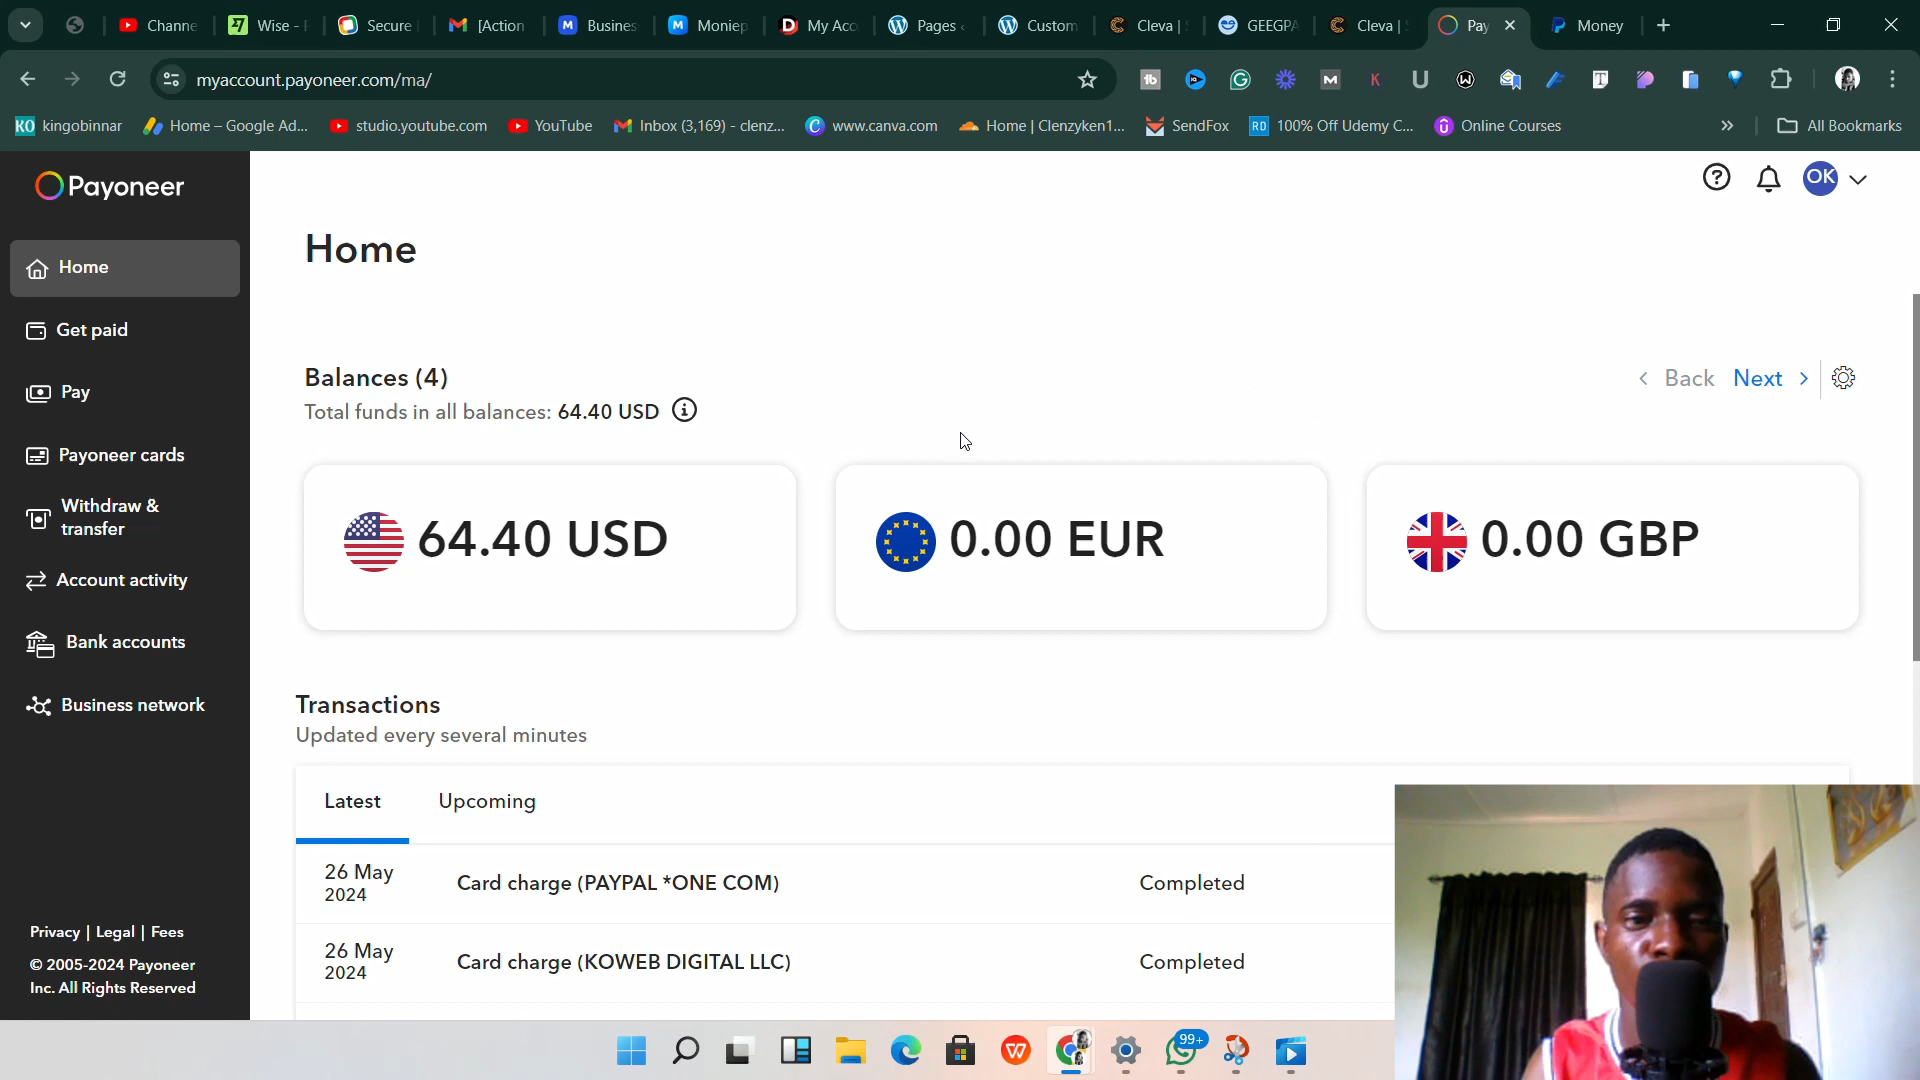 Channe
Wise -
Secure
[Action
Busines
Moniep
My Acc
Pages
Custom
Cleva |
GEEGPA
Cleva |
Pay
Money
myaccount.payoneer.com/ma/
kingobinnar
Home – Google Ad...
studio.youtube.com
YouTube
Inbox (3,169) - clenz...
www.canva.com
Home | Clenzyken1...
SendFox
100% Off Udemy C...
Online Courses
All Bookmarks
Payoneer
OK
Home
Get paid
Pay
Payoneer cards
Withdraw &
transfer
Account activity
Bank accounts
Business network
Privacy | Legal | Fees
© 2005-2024 Payoneer
Inc. All Rights Reserved
Home
Balances (4)
Back Next
Total funds in all balances: 64.40 USD
64.40 USD
0.00 EUR
0.00 GBP
Transactions
Updated every several minutes
Latest Upcoming
26 May
2024
Card charge (PAYPAL *ONE COM)
Completed
26 May
2024
Card charge (KOWEB DIGITAL LLC)
Completed
99+